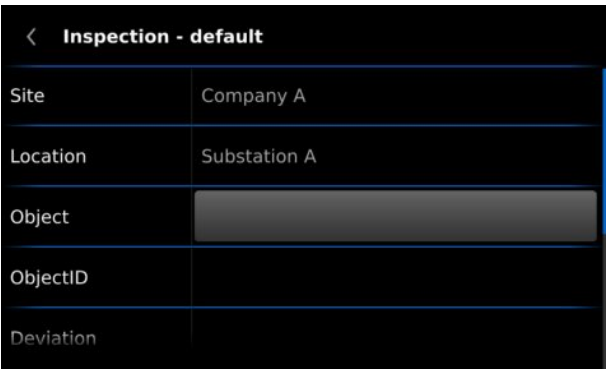 Inspection - default
Site Company A
Location Substation A
Object
ObjectID
Deviation